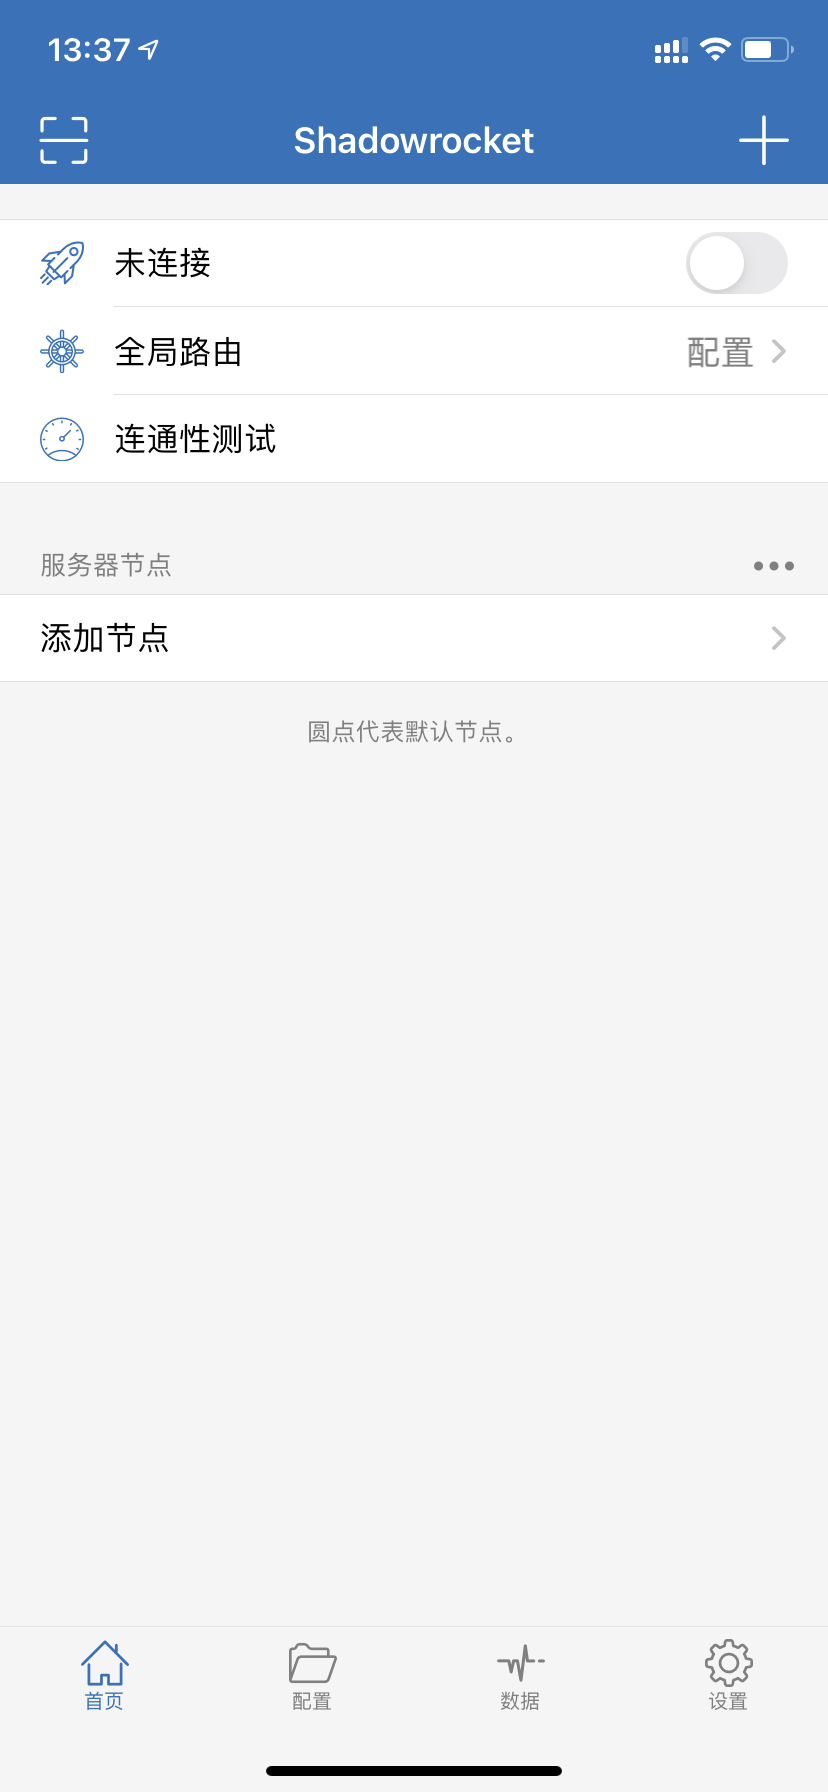 13:37
Shadowrocket
未连接
全局路由 配置
连通性测试
服务器节点
添加节点
圆点代表默认节点。
首页 配置 数据 设置